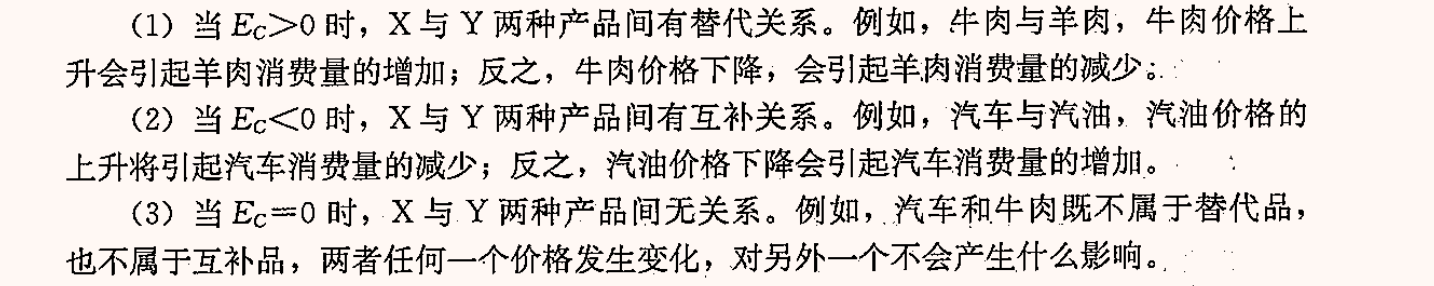 (1) 当 Ec>0 时，X 与 Y 两种产品间有替代关系。例如，牛肉与羊肉，牛肉价格上
升会引起羊肉消费量的增加；反之，牛肉价格下降，会引起羊肉消费量的减少。
(2) 当 Ec<0 时，X 与 Y 两种产品间有互补关系。例如，汽车与汽油，汽油价格的
上升将引起汽车消费量的减少；反之，汽油价格下降会引起汽车消费量的增加。
(3) 当 Ec=0 时，X 与 Y 两种产品间无关系。例如，汽车和牛肉既不属于替代品，
也不属于互补品，两者任何一个价格发生变化，对另外一个不会产生什么影响。